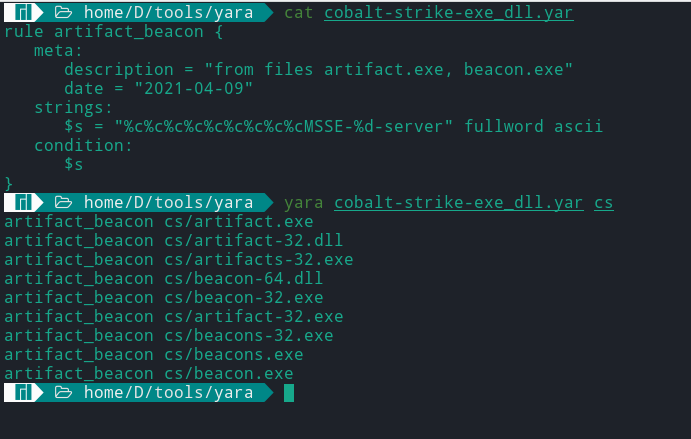 home/D/tools/yara cat cobalt-strike-exe_dll.yar
rule artifact_beacon {
   meta:
      description = "from files artifact.exe, beacon.exe"
      date = "2021-04-09"
   strings:
      $s = "%c%c%c%c%c%c%c%c%cMSSE-%d-server" fullword ascii
   condition:
      $s
}
home/D/tools/yara yara cobalt-strike-exe_dll.yar cs
artifact_beacon cs/artifact.exe
artifact_beacon cs/artifact-32.dll
artifact_beacon cs/artifacts-32.exe
artifact_beacon cs/beacon-64.dll
artifact_beacon cs/beacon-32.exe
artifact_beacon cs/artifact-32.exe
artifact_beacon cs/beacons-32.exe
artifact_beacon cs/beacons.exe
artifact_beacon cs/beacon.exe
home/D/tools/yara